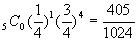 ₅C₀(1/4)¹(3/4)⁴ = 405/1024